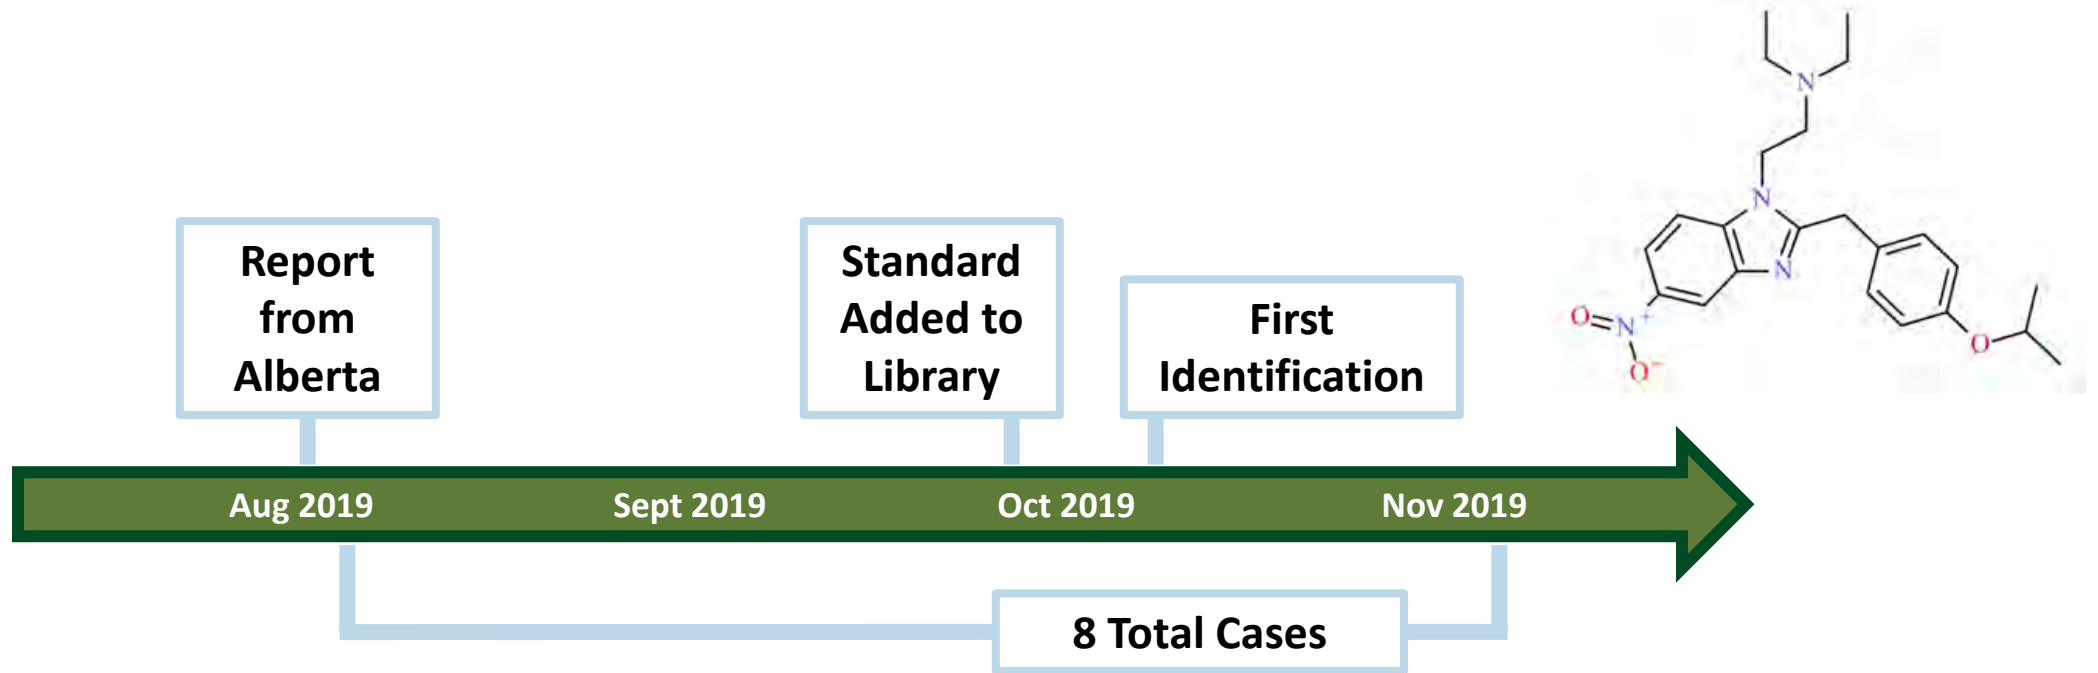 Report
from
Alberta
Standard
Added to
Library
First
Identification
Aug 2019
Sept 2019
Oct 2019
Nov 2019
8 Total Cases
N
N
N
O
N+
O−
O